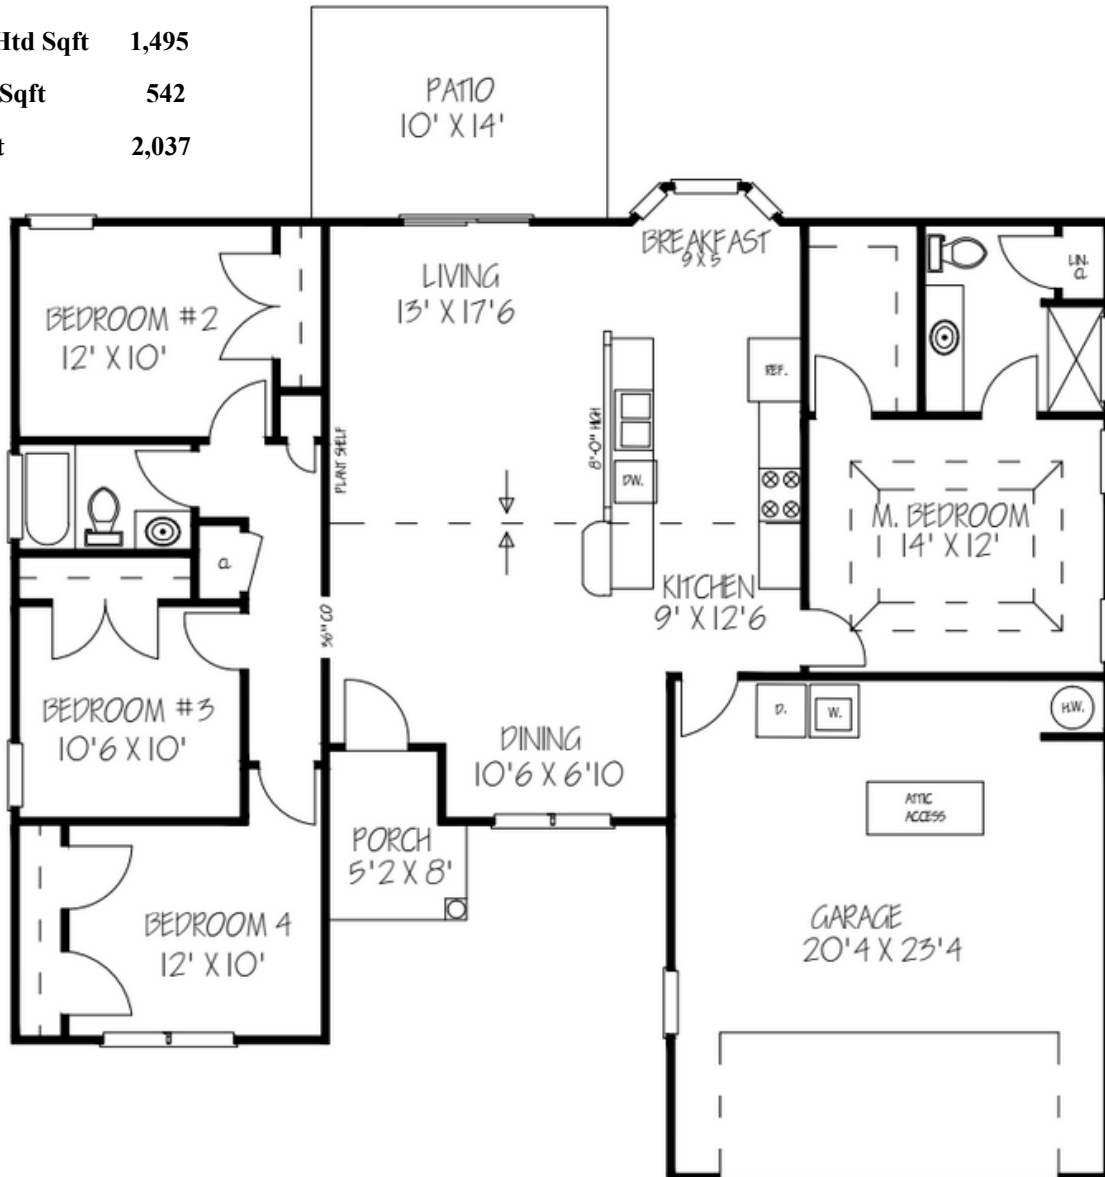 Htd Sqft 1,495
Sqft 542
t 2,037
PATIO
10' X 14'
BREAKFAST
9 X 5
LIN.
CL
LIVING
13' X 17'6
BEDROOM #2
12' X 10'
REF.
PLANT SHELF
8'-0" HIGH
DW.
M. BEDROOM
14' X 12'
CL
KITCHEN
9' X 12'6
36" CO
BEDROOM #3
10'6 X 10'
D.
W.
H.W.
DINING
10'6 X 6'10
ATTIC
ACCESS
PORCH
5'2 X 8'
BEDROOM 4
12' X 10'
GARAGE
20'4 X 23'4